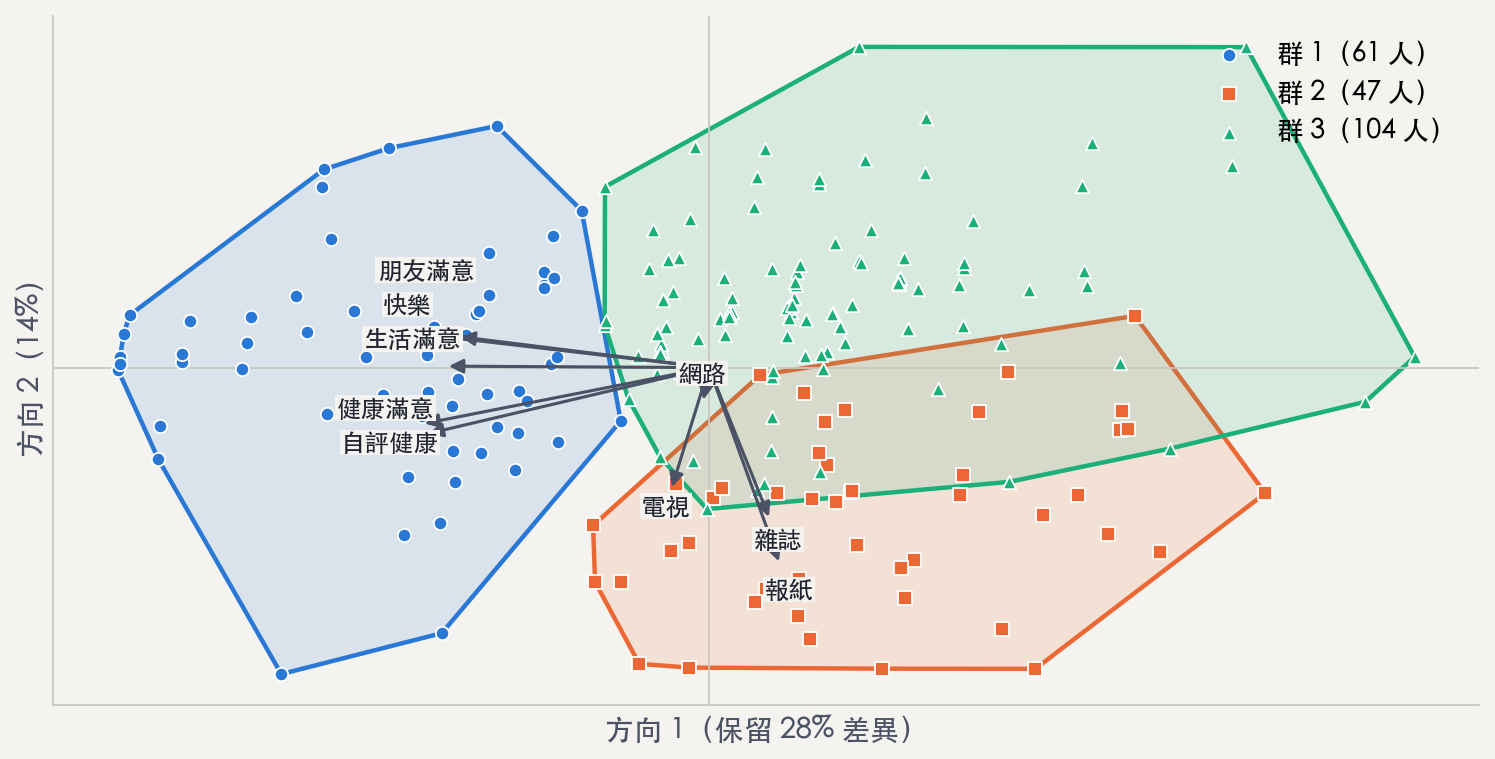 群 1（61 人）
群 2（47 人）
群 3（104 人）
朋友滿意
快樂
生活滿意
網路
健康滿意
自評健康
電視
雜誌
報紙
方向 2（14%）
方向 1（保留 28% 差異）